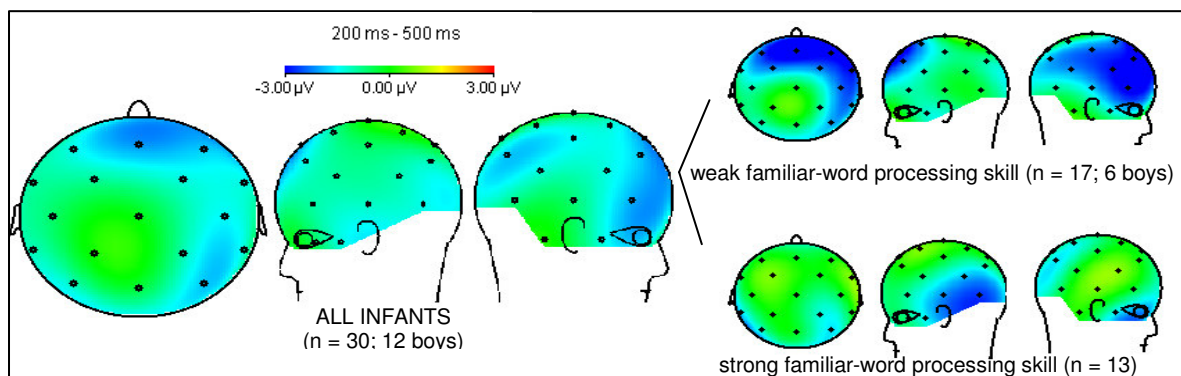 200 ms - 500 ms
-3.00 µV 0.00 µV 3.00 µV
weak familiar-word processing skill (n = 17; 6 boys)
ALL INFANTS
(n = 30; 12 boys)
strong familiar-word processing skill (n = 13)